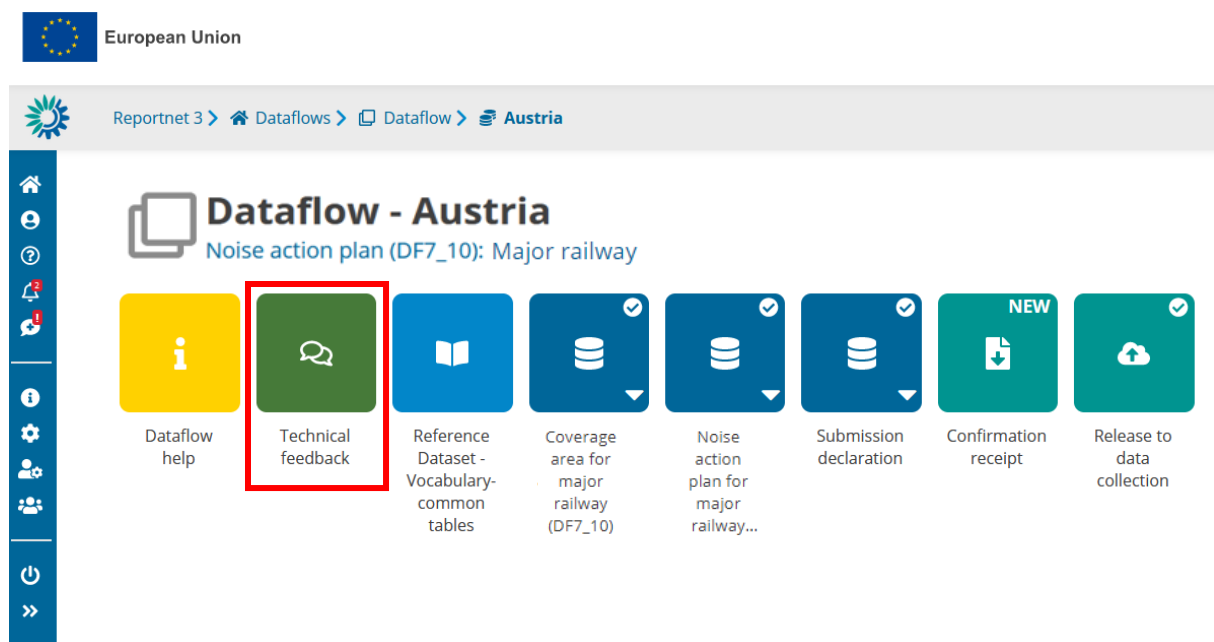 European Union
Reportnet 3 Dataflows Dataflow Austria
Dataflow - Austria
Noise action plan (DF7_10): Major railway
2
!
NEW
Dataflow
help
Technical
feedback
Reference
Dataset -
Vocabulary-
common
tables
Coverage
area for
major
railway
(DF7_10)
Noise
action
plan for
major
railway...
Submission
declaration
Confirmation
receipt
Release to
data
collection